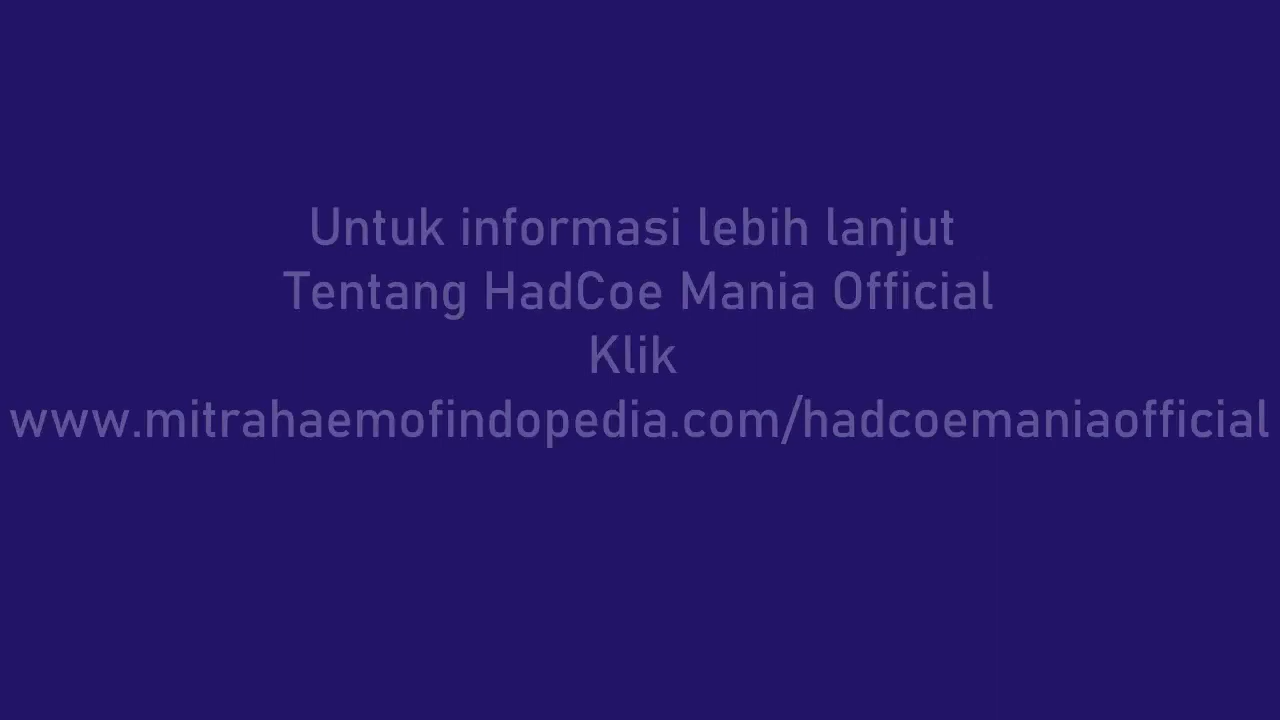 Untuk informasi lebih lanjut
Tentang HadCoe Mania Official
Klik
www.mitrahaemofindopedia.com/hadcoemaniaofficial